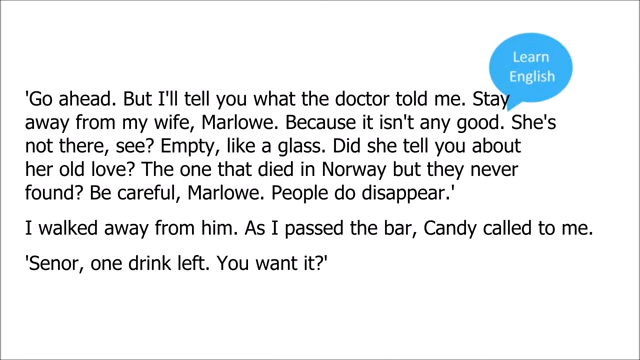 Learn
English
'Go ahead. But I'll tell you what the doctor told me. Stay
away from my wife, Marlowe. Because it isn't any good. She's
not there, see? Empty, like a glass. Did she tell you about
her old love? The one that died in Norway but they never
found? Be careful, Marlowe. People do disappear.'
I walked away from him. As I passed the bar, Candy called to me.
'Senor, one drink left. You want it?'